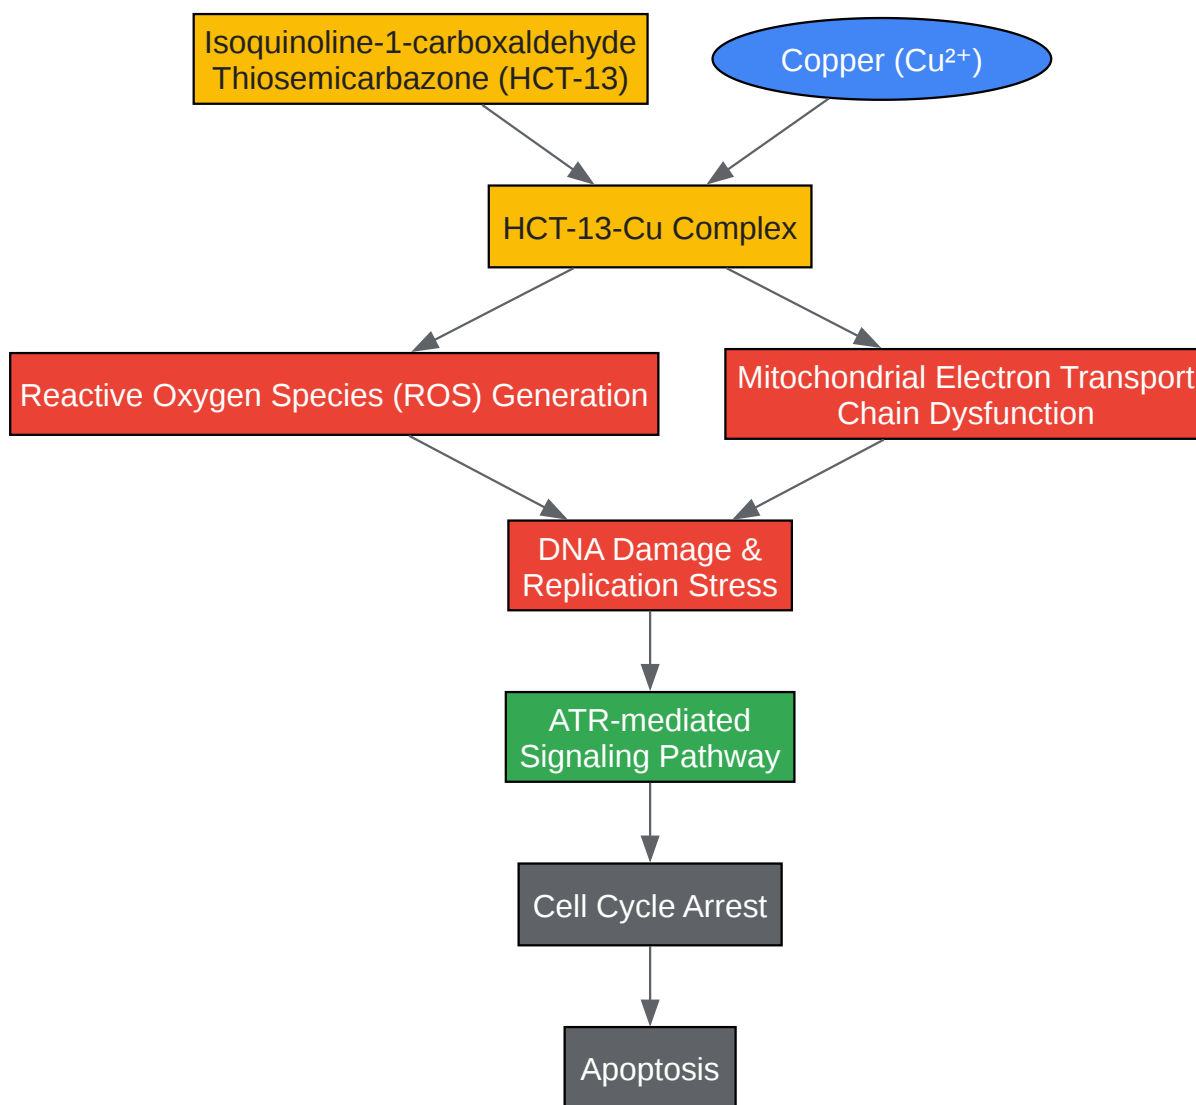 Isoquinoline-1-carboxaldehyde
Thiosemicarbazone (HCT-13)
Copper (Cu²⁺)
HCT-13-Cu Complex
Reactive Oxygen Species (ROS) Generation
Mitochondrial Electron Transport
Chain Dysfunction
DNA Damage &
Replication Stress
ATR-mediated
Signaling Pathway
Cell Cycle Arrest
Apoptosis